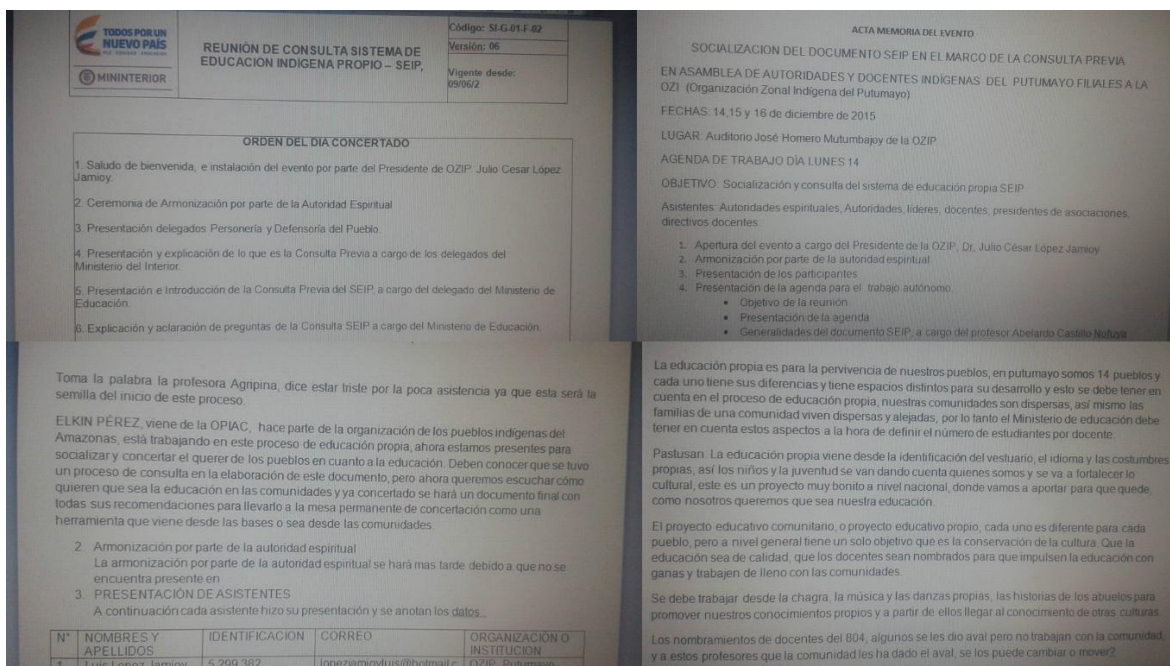 TODOS POR UN
NUEVO PAÍS
PAZ EQUIDAD EDUCACIÓN
MININTERIOR
REUNIÓN DE CONSULTA SISTEMA DE
EDUCACIÓN INDÍGENA PROPIO – SEIP,
Código: SI-G-01-F-02
Versión: 06
Vigente desde:
09/06/2
ORDEN DEL DIA CONCERTADO
1. Saludo de bienvenida, e instalación del evento por parte del Presidente de OZIP: Julio Cesar López
Jamioy.
2. Ceremonia de Armonización por parte de la Autoridad Espiritual
3. Presentación delegados Personería y Defensoría del Pueblo.
4. Presentación y explicación de lo que es la Consulta Previa a cargo de los delegados del
Ministerio del Interior.
5. Presentación e Introducción de la Consulta Previa del SEIP, a cargo del delegado del Ministerio de
Educación.
6. Explicación y aclaración de preguntas de la Consulta SEIP a cargo del Ministerio de Educación.
ACTA MEMORIA DEL EVENTO
SOCIALIZACION DEL DOCUMENTO SEIP EN EL MARCO DE LA CONSULTA PREVIA
EN ASAMBLEA DE AUTORIDADES Y DOCENTES INDÍGENAS DEL PUTUMAYO FILIALES A LA
OZI (Organización Zonal Indígena del Putumayo)
FECHAS: 14,15 y 16 de diciembre de 2015
LUGAR: Auditorio José Homero Mutumbajoy de la OZIP
AGENDA DE TRABAJO DÍA LUNES 14
OBJETIVO: Socialización y consulta del sistema de educación propia SEIP
Asistentes: Autoridades espirituales, Autoridades, líderes, docentes, presidentes de asociaciones,
directivos docentes
1. Apertura del evento a cargo del Presidente de la OZIP, Dr. Julio César López Jamioy
2. Armonización por parte de la autoridad espiritual
3. Presentación de los participantes
4. Presentación de la agenda para el trabajo autónomo.
• Objetivo de la reunión
• Presentación de la agenda
• Generalidades del documento SEIP, a cargo del profesor Abelardo Castillo Nofuya
Toma la palabra la profesora Agripina, dice estar triste por la poca asistencia ya que esta será la
semilla del inicio de este proceso.
ELKIN PÉREZ, viene de la OPIAC, hace parte de la organización de los pueblos indígenas del
Amazonas, está trabajando en este proceso de educación propia, ahora estamos presentes para
socializar y concertar el querer de los pueblos en cuanto a la educación. Deben conocer que se tuvo
un proceso de consulta en la elaboración de este documento, pero ahora queremos escuchar cómo
quieren que sea la educación en las comunidades y ya concertado se hará un documento final con
todas sus recomendaciones para llevarlo a la mesa permanente de concertación como una
herramienta que viene desde las bases o sea desde las comunidades.
2. Armonización por parte de la autoridad espiritual
La armonización por parte de la autoridad espiritual se hará mas tarde debido a que no se
encuentra presente en
3. PRESENTACIÓN DE ASISTENTES
A continuación cada asistente hizo su presentación y se anotan los datos :
N° NOMBRES Y APELLIDOS IDENTIFICACION CORREO ORGANIZACIÓN O INSTITUCION
1 Luis Lopez Jamioy 5.299.382 lopezjamioyluis@hotmail.c OZIP Putumayo
La educación propia es para la pervivencia de nuestros pueblos, en putumayo somos 14 pueblos y
cada uno tiene sus diferencias y tiene espacios distintos para su desarrollo y esto se debe tener en
cuenta en el proceso de educación propia, nuestras comunidades son dispersas, así mismo las
familias de una comunidad viven dispersas y alejadas, por lo tanto el Ministerio de educación debe
tener en cuenta estos aspectos a la hora de definir el número de estudiantes por docente.
Pastusan: La educación propia viene desde la identificación del vestuario, el idioma y las costumbres
propias, así los niños y la juventud se van dando cuenta quienes somos y se va a fortalecer lo
cultural, este es un proyecto muy bonito a nivel nacional, donde vamos a aportar para que quede,
como nosotros queremos que sea nuestra educación.
El proyecto educativo comunitario, o proyecto educativo propio, cada uno es diferente para cada
pueblo, pero a nivel general tiene un solo objetivo que es la conservación de la cultura. Que la
educación sea de calidad, que los docentes sean nombrados para que impulsen la educación con
ganas y trabajen de lleno con las comunidades.
Se debe trabajar desde la chagra, la música y las danzas propias, las historias de los abuelos para
promover nuestros conocimientos propios y a partir de ellos llegar al conocimiento de otras culturas.
Los nombramientos de docentes del 804, algunos se les dio aval pero no trabajan con la comunidad,
y a estos profesores que la comunidad les ha dado el aval, se los puede cambiar o mover?